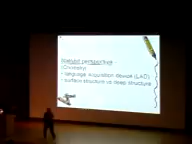 Nativist perspective
(Chomsky)
- language acquisition device (LAD)
- surface structure vs deep structure